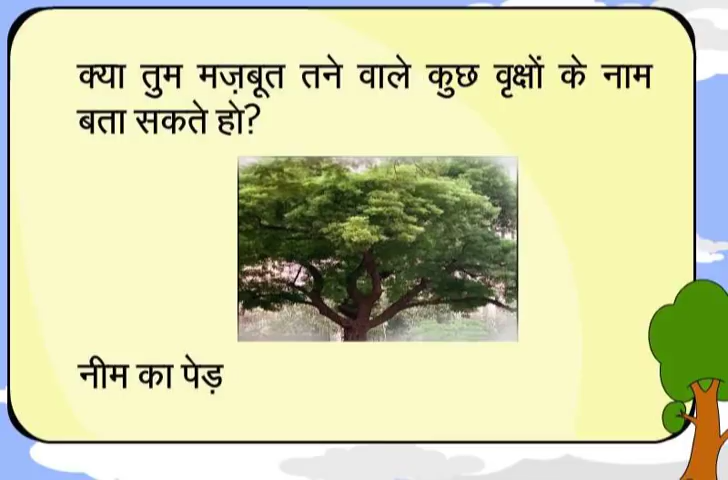 क्या तुम मज़बूत तने वाले कुछ वृक्षों के नाम
बता सकते हो?
नीम का पेड़